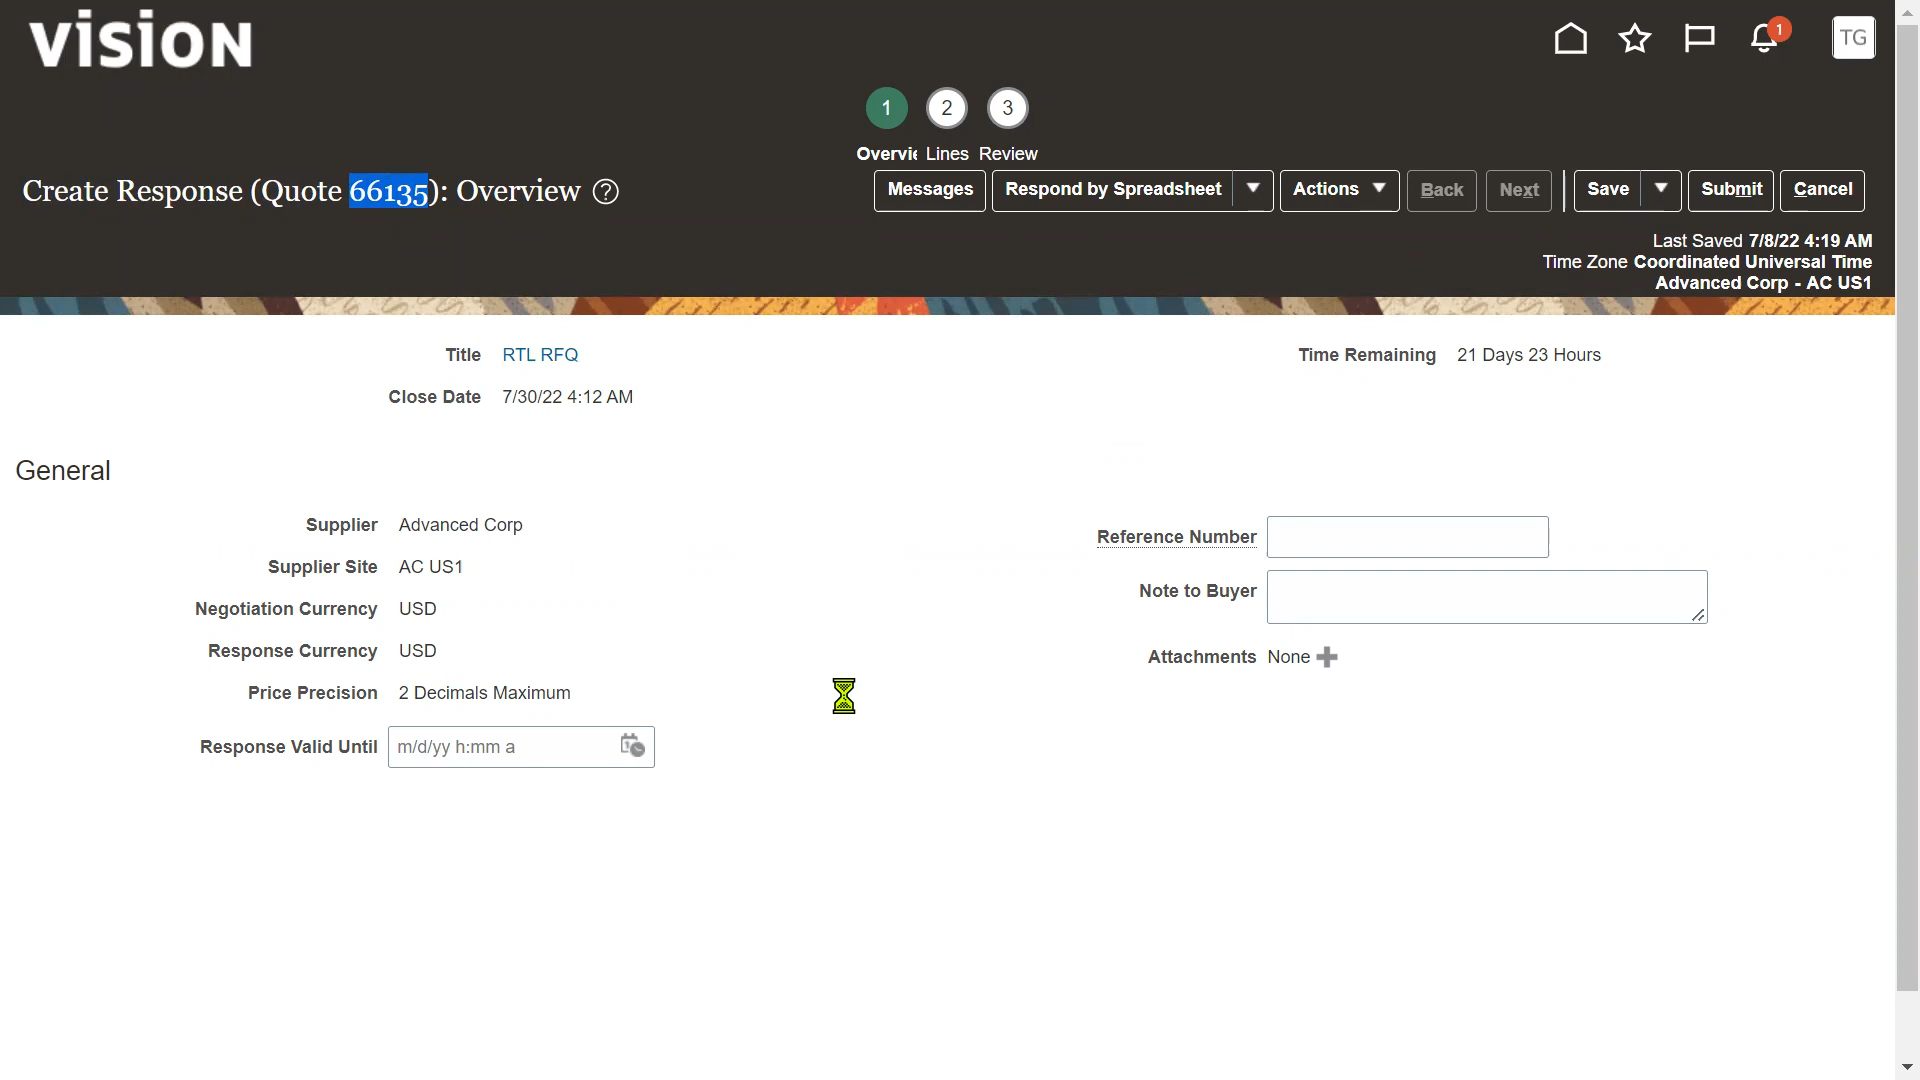 vision
1
TG
1 2 3
Overvie Lines Review
Create Response (Quote 66135): Overview ?
Messages Respond by Spreadsheet Actions Back Next Save Submit Cancel
Last Saved 7/8/22 4:19 AM
Time Zone Coordinated Universal Time
Advanced Corp - AC US1
Title RTL RFQ
Time Remaining 21 Days 23 Hours
Close Date 7/30/22 4:12 AM
General
Supplier Advanced Corp
Supplier Site AC US1
Negotiation Currency USD
Response Currency USD
Price Precision 2 Decimals Maximum
Response Valid Until m/d/yy h:mm a
Reference Number
Note to Buyer
Attachments None